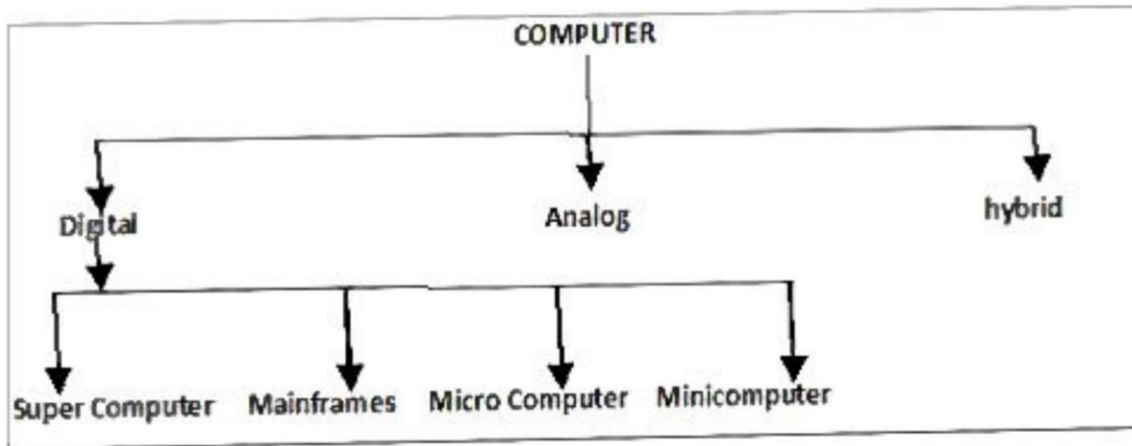 COMPUTER
Digital Analog hybrid
Super Computer Mainframes Micro Computer Minicomputer